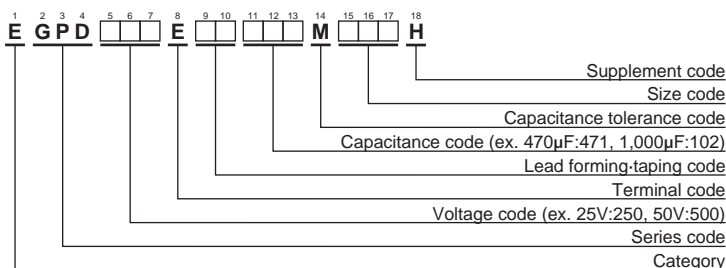 1 2 3 4 5 6 7 8 9 10 11 12 13 14 15 16 17 18
E GPD □□□ E □□ □□□ M □□□ H
Supplement code
Size code
Capacitance tolerance code
Capacitance code (ex. 470µF:471, 1,000µF:102)
Lead forming·taping code
Terminal code
Voltage code (ex. 25V:250, 50V:500)
Series code
Category